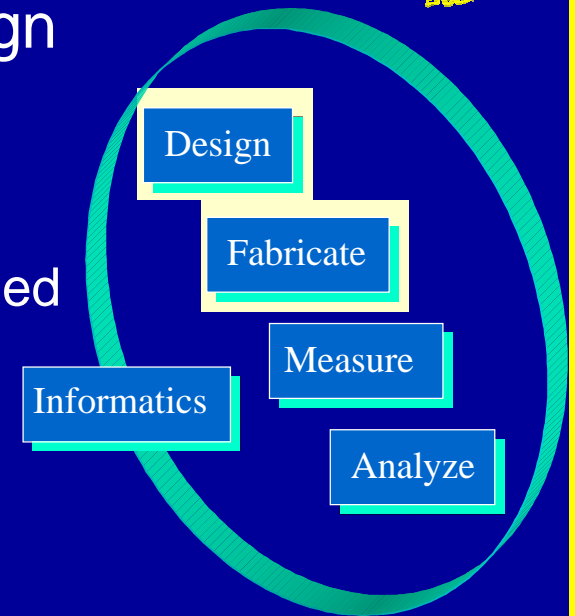 gn
Design
Fabricate
ed
Measure
Informatics
Analyze